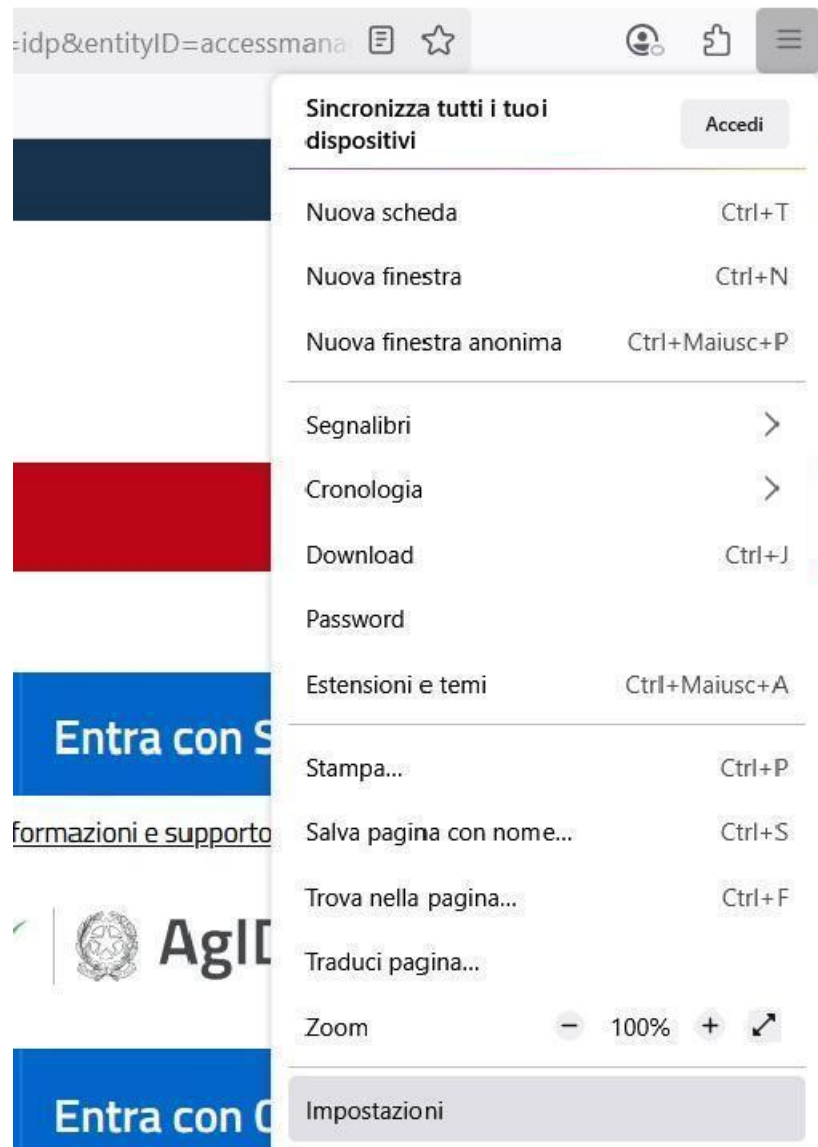 =idp&entityID=accessmana
Sincronizza tutti i tuoi
dispositivi
Accedi
Nuova scheda Ctrl+T
Nuova finestra Ctrl+N
Nuova finestra anonima Ctrl+Maiusc+P
Segnalibri
Cronologia
Download Ctrl+J
Password
Estensioni e temi Ctrl+Maiusc+A
Entra con S
Stampa... Ctrl+P
formazioni e supporto
Salva pagina con nome... Ctrl+S
Trova nella pagina... Ctrl+F
AgID
Traduci pagina...
Zoom − 100% +
Entra con C
Impostazioni